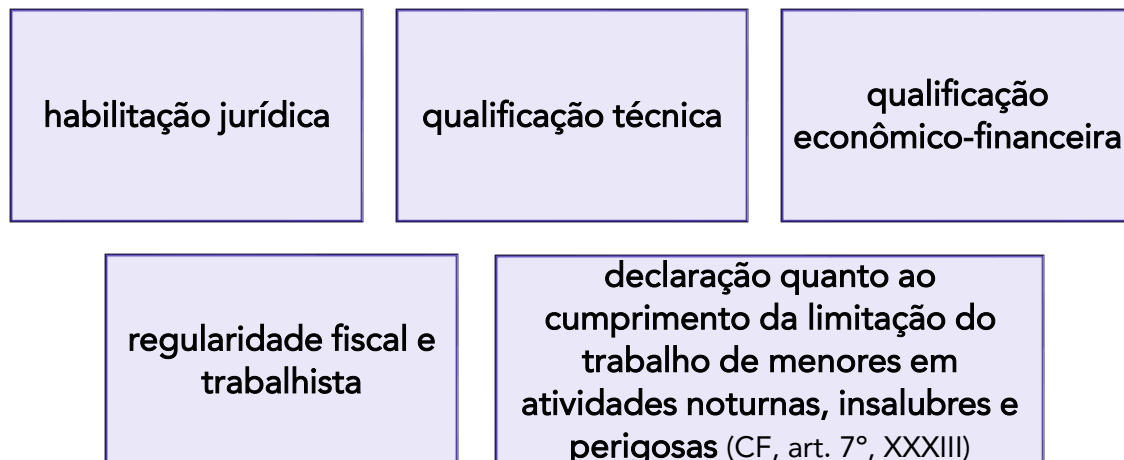 habilitação jurídica
qualificação técnica
qualificação
econômico-financeira
regularidade fiscal e
trabalhista
declaração quanto ao
cumprimento da limitação do
trabalho de menores em
atividades noturnas, insalubres e
perigosas (CF, art. 7º, XXXIII)